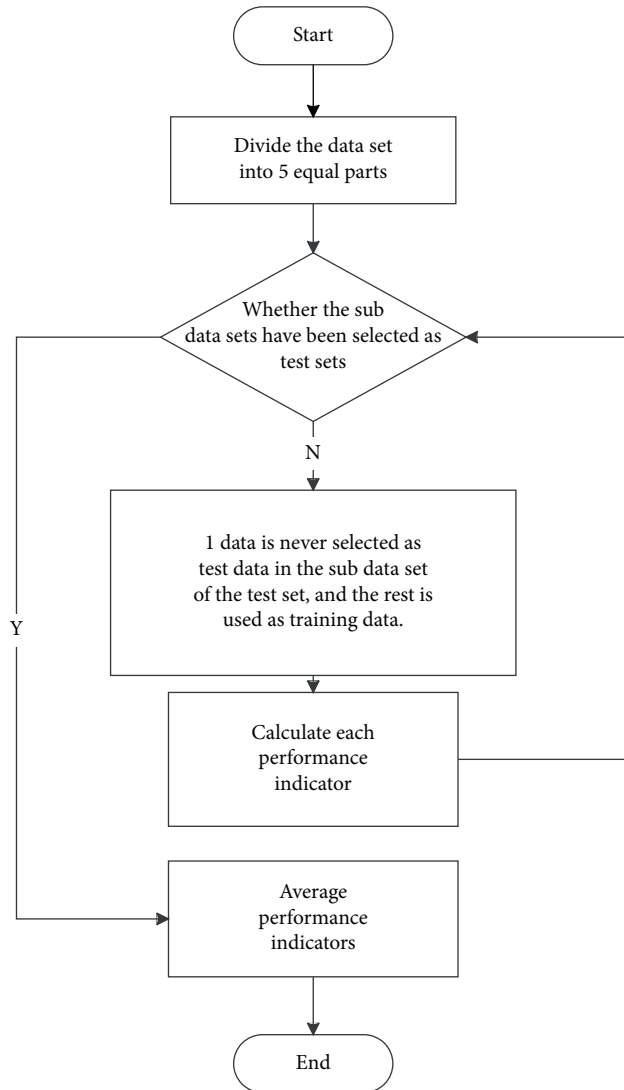 Start
Divide the data set
into 5 equal parts
Whether the sub
data sets have been selected as
test sets
N
1 data is never selected as
test data in the sub data set
of the test set, and the rest is
used as training data.
Y
Calculate each
performance
indicator
Average
performance
indicators
End